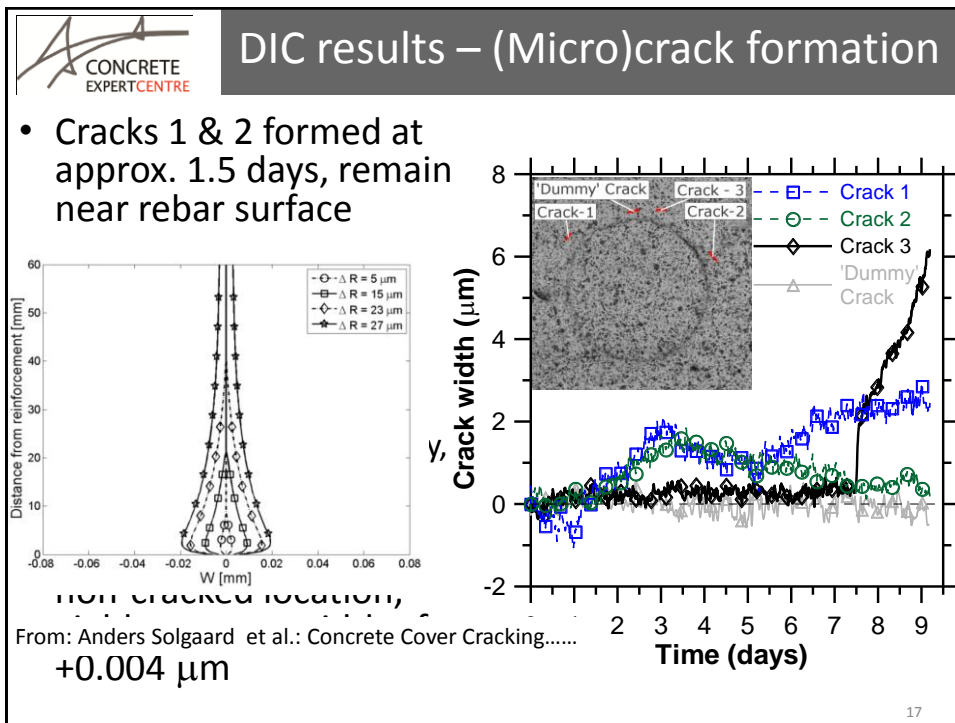 CONCRETE
EXPERTCENTRE
DIC results – (Micro)crack formation
• Cracks 1 & 2 formed at
approx. 1.5 days, remain
near rebar surface
60
50
40
30
20
10
0
Distance from reinforcement [mm]
Δ R = 5 μm
Δ R = 15 μm
Δ R = 23 μm
Δ R = 27 μm
-0.08 -0.06 -0.04 -0.02 0 0.02 0.04 0.06 0.08
W [mm]
y,
non-cracked location,
From: Anders Solgaard et al.: Concrete Cover Cracking......
+0.004 μm
8
6
4
2
0
-2
Crack width (μm)
'Dummy' Crack
Crack - 3
Crack-1
Crack-2
Crack 1
Crack 2
Crack 3
'Dummy'
Crack
2 3 4 5 6 7 8 9
Time (days)
17